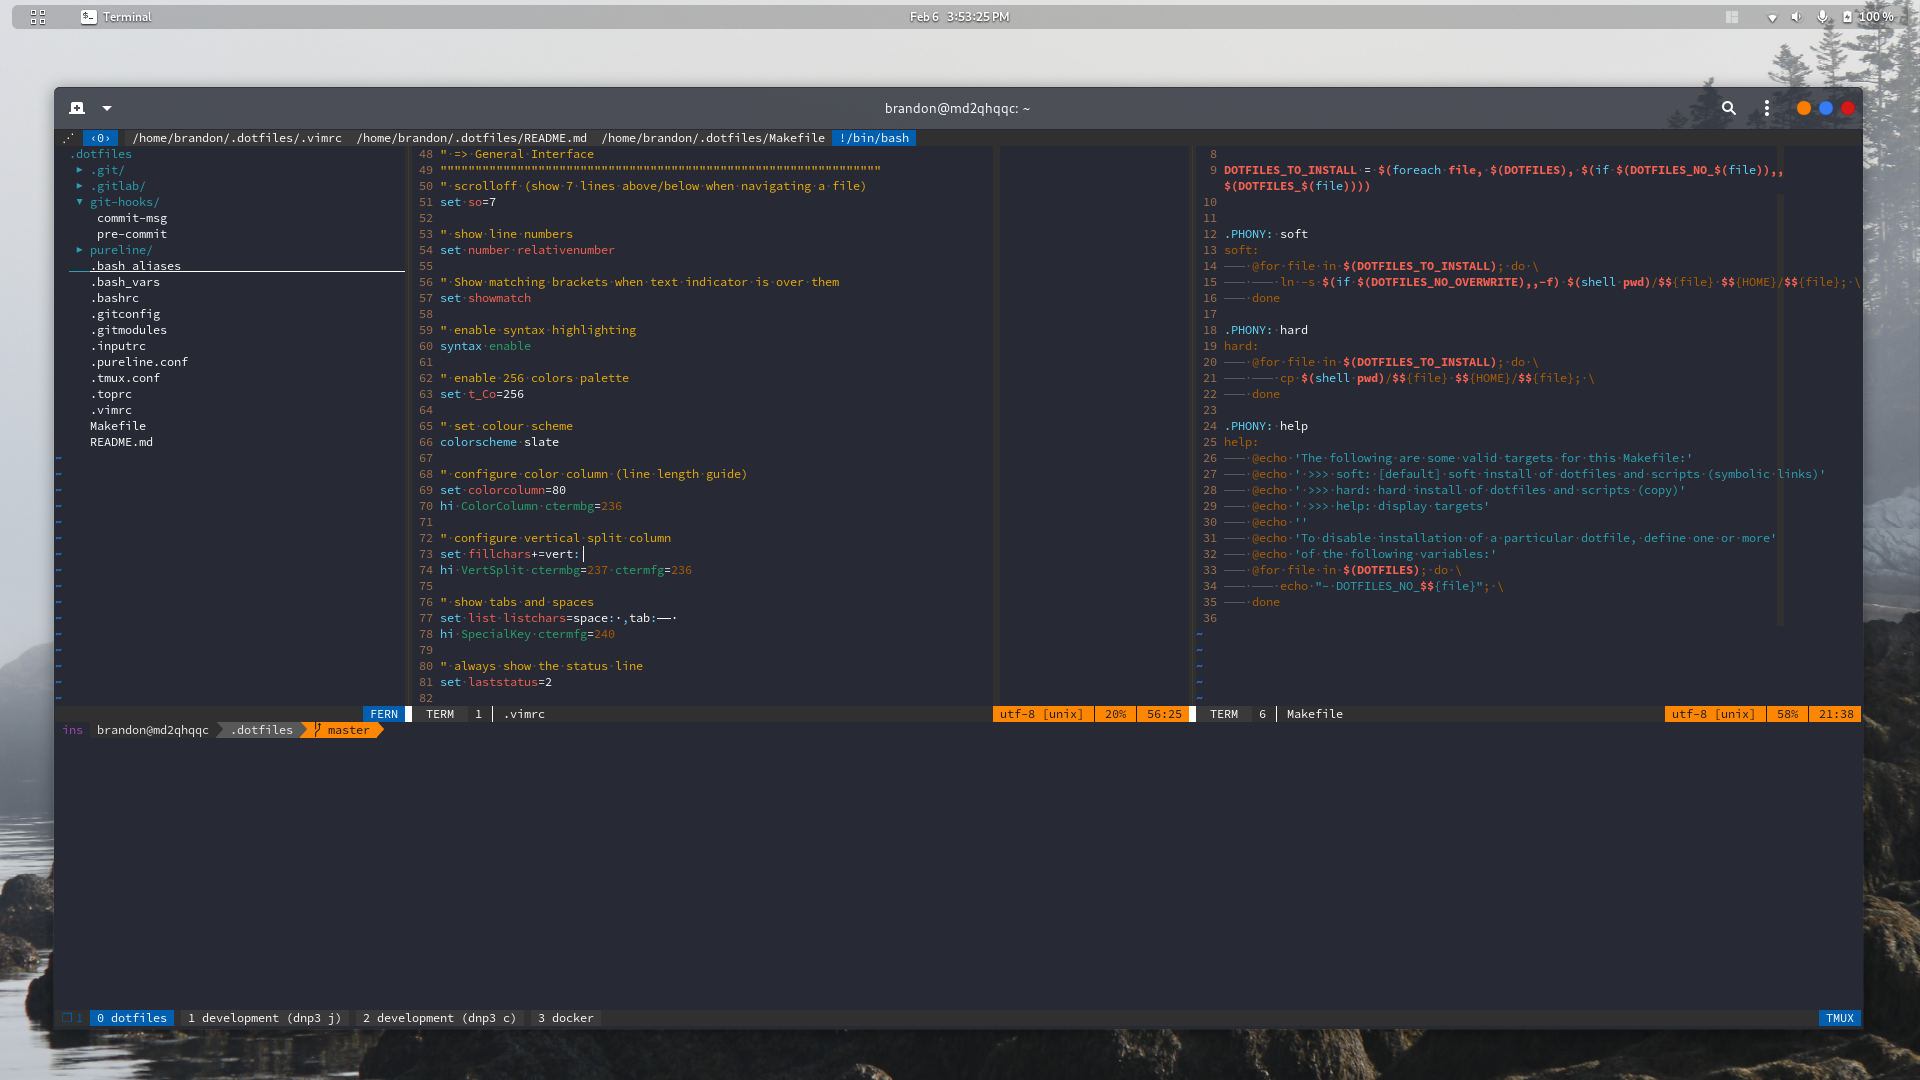 Terminal
Feb 6 3:53:25 PM
100 %
brandon@md2qhqqc: ~
‹0› /home/brandon/.dotfiles/.vimrc /home/brandon/.dotfiles/README.md /home/brandon/.dotfiles/Makefile !/bin/bash
.dotfiles
▸ .git/
▸ .gitlab/
▾ git-hooks/
commit-msg
pre-commit
▸ pureline/
.bash_aliases
.bash_vars
.bashrc
.gitconfig
.gitmodules
.inputrc
.pureline.conf
.tmux.conf
.toprc
.vimrc
Makefile
README.md
FERN
48 "·=>·General·Interface
49 """""""""""""""""""""""""""""""""""""""""""""""""""""""""""""""
50 "·scrolloff·(show·7·lines·above/below·when·navigating·a·file)
51 set·so=7
52
53 "·show·line·numbers
54 set·number·relativenumber
55
56 "·Show·matching·brackets·when·text·indicator·is·over·them
57 set·showmatch
58
59 "·enable·syntax·highlighting
60 syntax·enable
61
62 "·enable·256·colors·palette
63 set·t_Co=256
64
65 "·set·colour·scheme
66 colorscheme·slate
67
68 "·configure·color·column·(line·length·guide)
69 set·colorcolumn=80
70 hi·ColorColumn·ctermbg=236
71
72 "·configure·vertical·split·column
73 set·fillchars+=vert:│
74 hi·VertSplit·ctermbg=237·ctermfg=236
75
76 "·show·tabs·and·spaces
77 set·list·listchars=space:·,tab:──·
78 hi·SpecialKey·ctermfg=240
79
80 "·always·show·the·status·line
81 set·laststatus=2
82
TERM 1 │ .vimrc utf-8 [unix] 20% 56:25
8
9 DOTFILES_TO_INSTALL·=·$(foreach·file,·$(DOTFILES),·$(if·$(DOTFILES_NO_$(file)),,
$(DOTFILES_$(file))))
10
11
12 .PHONY:·soft
13 soft:
14 ───·@for·file·in·$(DOTFILES_TO_INSTALL);·do·\
15 ───·───·ln·-s·$(if·$(DOTFILES_NO_OVERWRITE),,-f)·$(shell·pwd)/$${file}·$${HOME}/$${file};·\
16 ───·done
17
18 .PHONY:·hard
19 hard:
20 ───·@for·file·in·$(DOTFILES_TO_INSTALL);·do·\
21 ───·───·cp·$(shell·pwd)/$${file}·$${HOME}/$${file};·\
22 ───·done
23
24 .PHONY:·help
25 help:
26 ───·@echo·'The·following·are·some·valid·targets·for·this·Makefile:'
27 ───·@echo·'·>>>·soft:·[default]·soft·install·of·dotfiles·and·scripts·(symbolic·links)'
28 ───·@echo·'·>>>·hard:·hard·install·of·dotfiles·and·scripts·(copy)'
29 ───·@echo·'·>>>·help:·display·targets'
30 ───·@echo·''
31 ───·@echo·'To·disable·installation·of·a·particular·dotfile,·define·one·or·more'
32 ───·@echo·'of·the·following·variables:'
33 ───·@for·file·in·$(DOTFILES);·do·\
34 ───·───·echo·"-·DOTFILES_NO_$${file}";·\
35 ───·done
36
TERM 6 │ Makefile utf-8 [unix] 58% 21:38
ins brandon@md2qhqqc .dotfiles master
1 0 dotfiles 1 development (dnp3 j) 2 development (dnp3 c) 3 docker TMUX